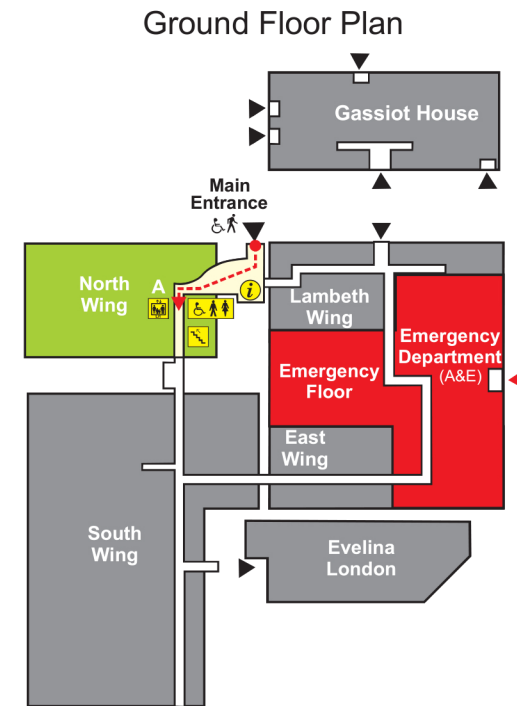 Ground Floor Plan
Gassiot House
Main
Entrance
North
Wing
A
i
Lambeth
Wing
Emergency
Department
(A&E)
Emergency
Floor
East
Wing
South
Wing
Evelina
London